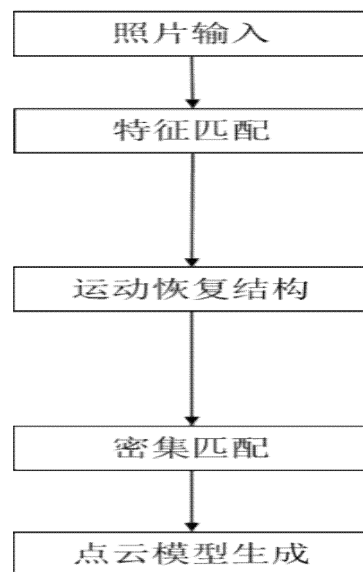 照片输入
特征匹配
运动恢复结构
密集匹配
点云模型生成